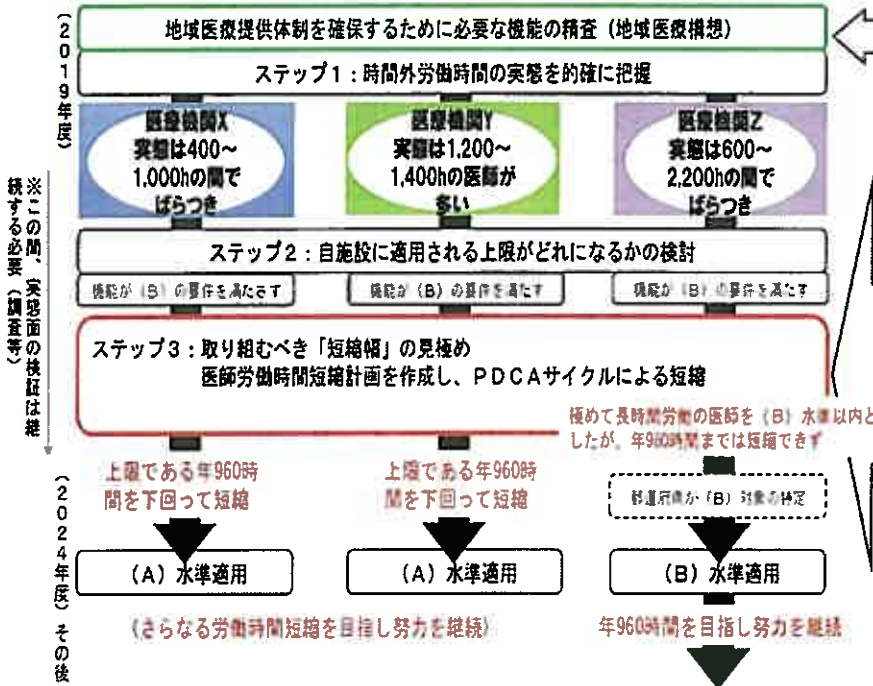 （2019年度）
地域医療提供体制を確保するために必要な機能の精査（地域医療構想）
ステップ1：時間外労働時間の実態を的確に把握
医療機関X
実態は400～
1,000hの間で
ばらつき
医療機関Y
実態は1,200～
1,400hの医師が
多い
医療機関Z
実態は600～
2,200hの間で
ばらつき
ステップ2：自施設に適用される上限がどれになるかの検討
機能が（B）の要件を満たさず
機能が（B）の要件を満たす
機能が（B）の要件を満たす
※この間、実態面の検証は継
続する必要（調査等）
ステップ3：取り組むべき「短縮幅」の見極め
医師労働時間短縮計画を作成し、PDCAサイクルによる短縮
極めて長時間労働の医師を（B）水準以内と
したが、年960時間までは短縮できず
上限である年960時
間を下回って短縮
上限である年960時
間を下回って短縮
都道府県が（B）対象の特定
（2024年度）その後
（A）水準適用
（A）水準適用
（B）水準適用
（さらなる労働時間短縮を目指し努力を継続）
年960時間を目指し努力を継続